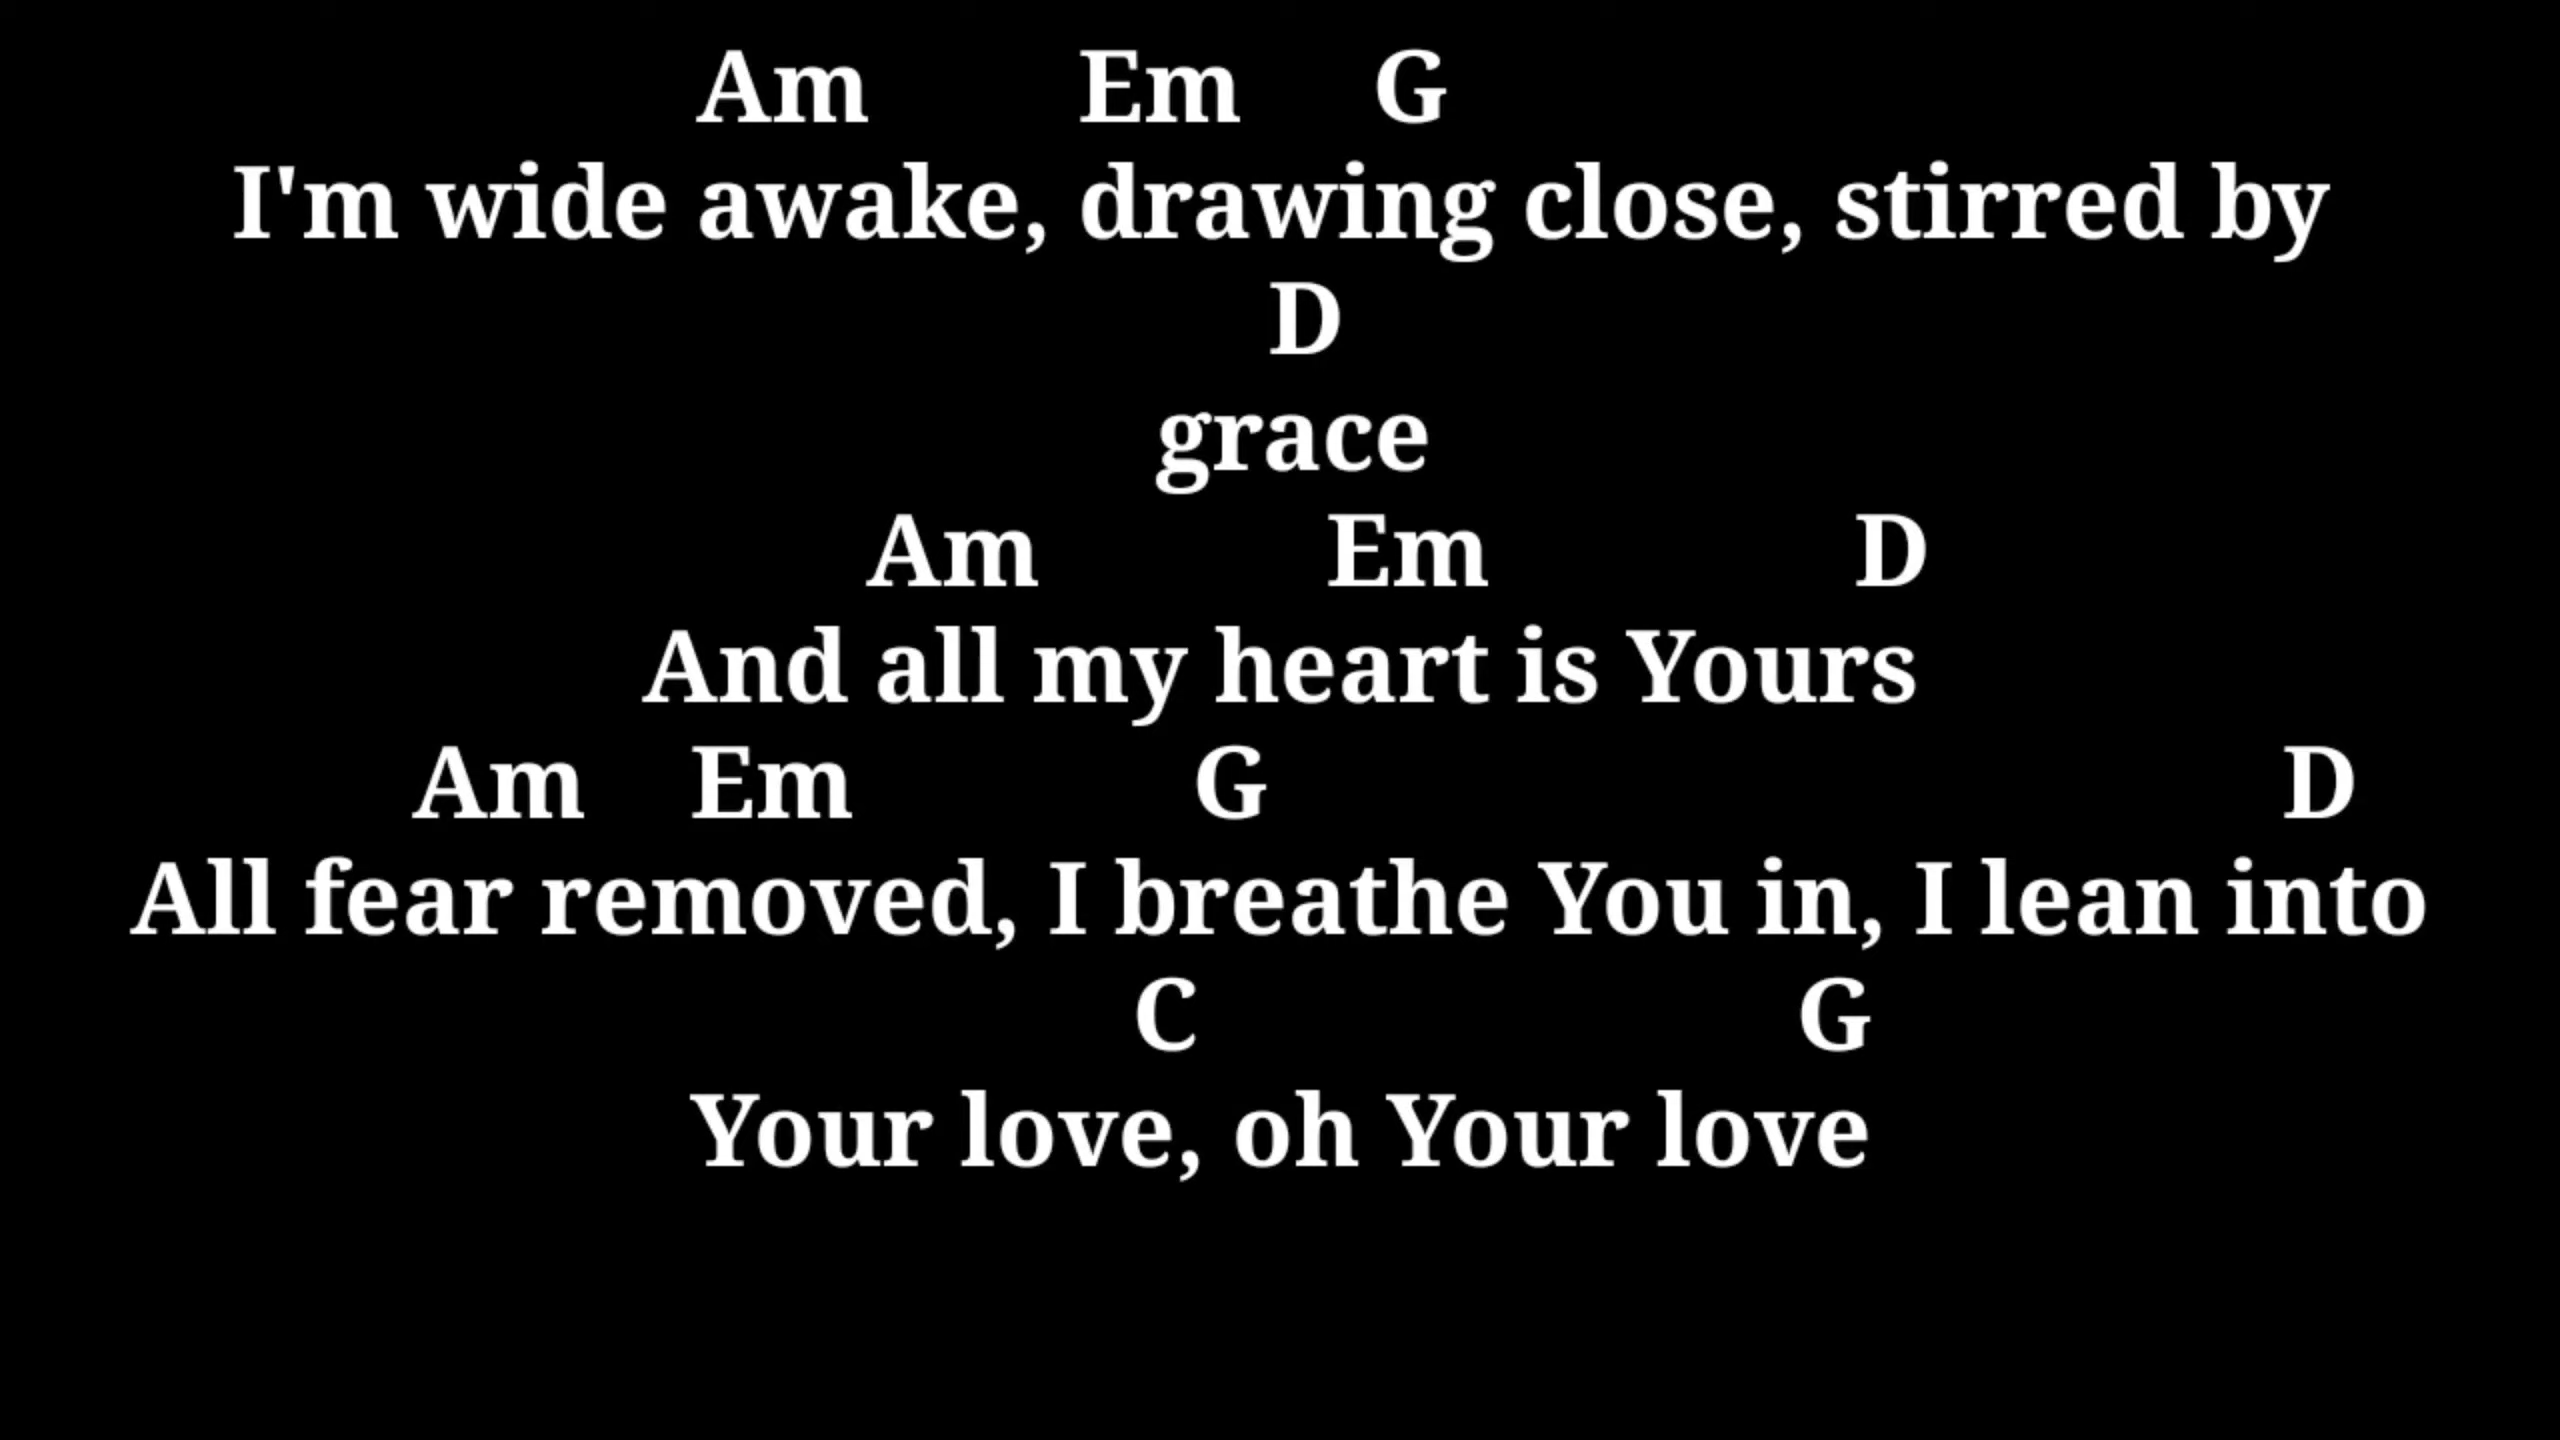 Am Em G
I'm wide awake, drawing close, stirred by
D
grace
Am Em D
And all my heart is Yours
Am Em G D
All fear removed, I breathe You in, I lean into
C G
Your love, oh Your love